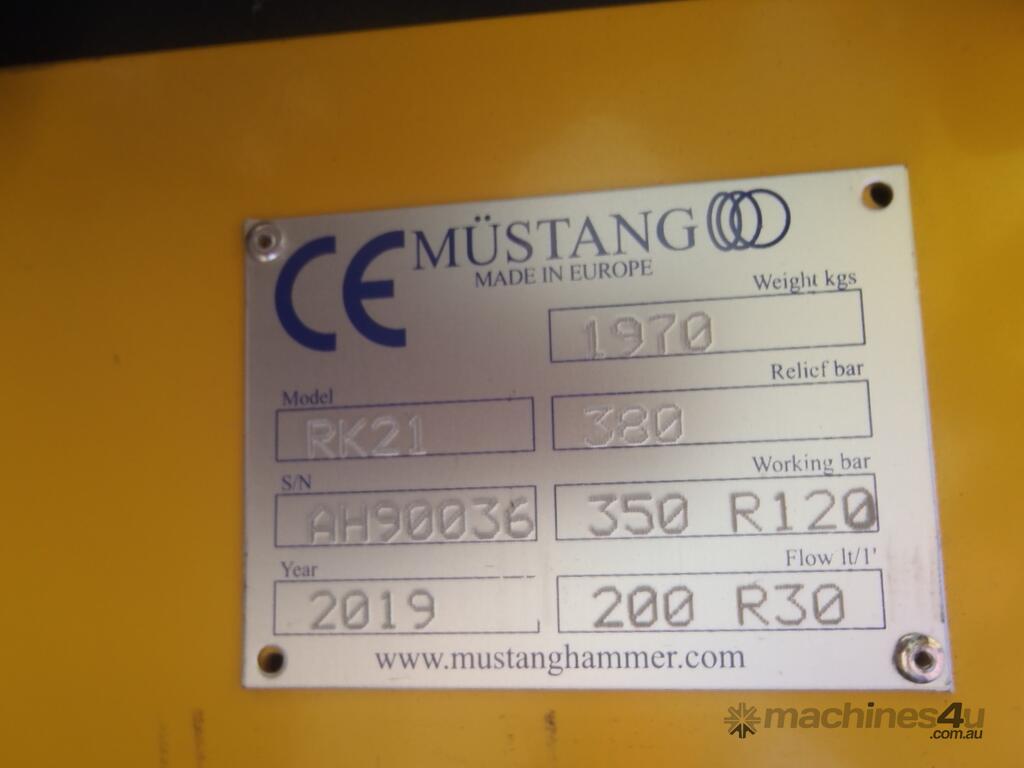 CE MÜSTANG
MADE IN EUROPE
Weight kgs
1970
Relief bar
Model
RK21
380
Working bar
S/N
AH90036
350 R120
Flow lt/1'
Year
2019
200 R30
www.mustanghammer.com
machines4u
.com.au